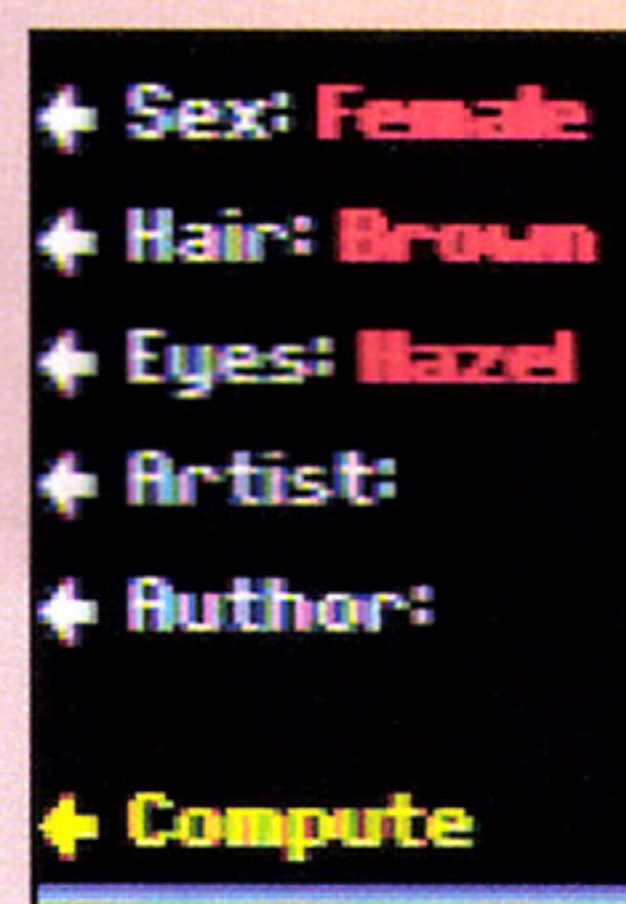 ← Sex: Female
← Hair: Brown
← Eyes: Hazel
← Artist:
← Author:
← Compute